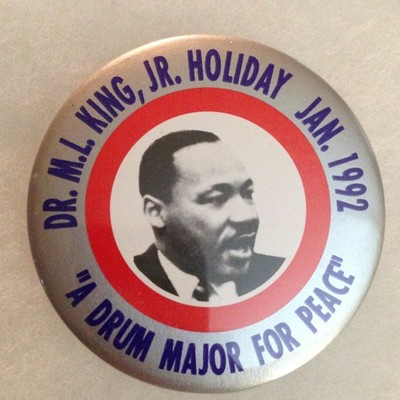 DR. M.L. KING, JR. HOLIDAY JAN. 1992
"A DRUM MAJOR FOR PEACE"